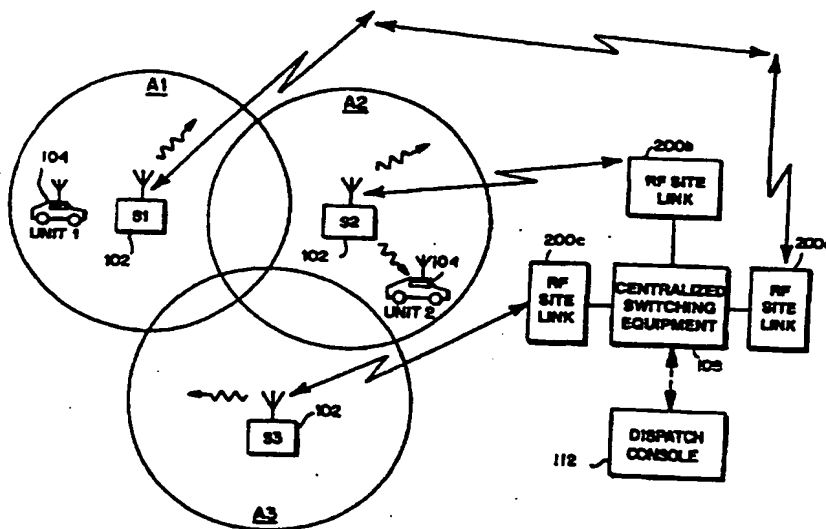 A1
A2
104
UNIT 1
S1
102
S2
102
104
UNIT 2
200b
RF SITE
LINK
200c
RF
SITE
LINK
CENTRALIZED
SWITCHING
EQUIPMENT
RF
SITE
LINK
S3
102
DISPATCH
CONSOLE
112
A3